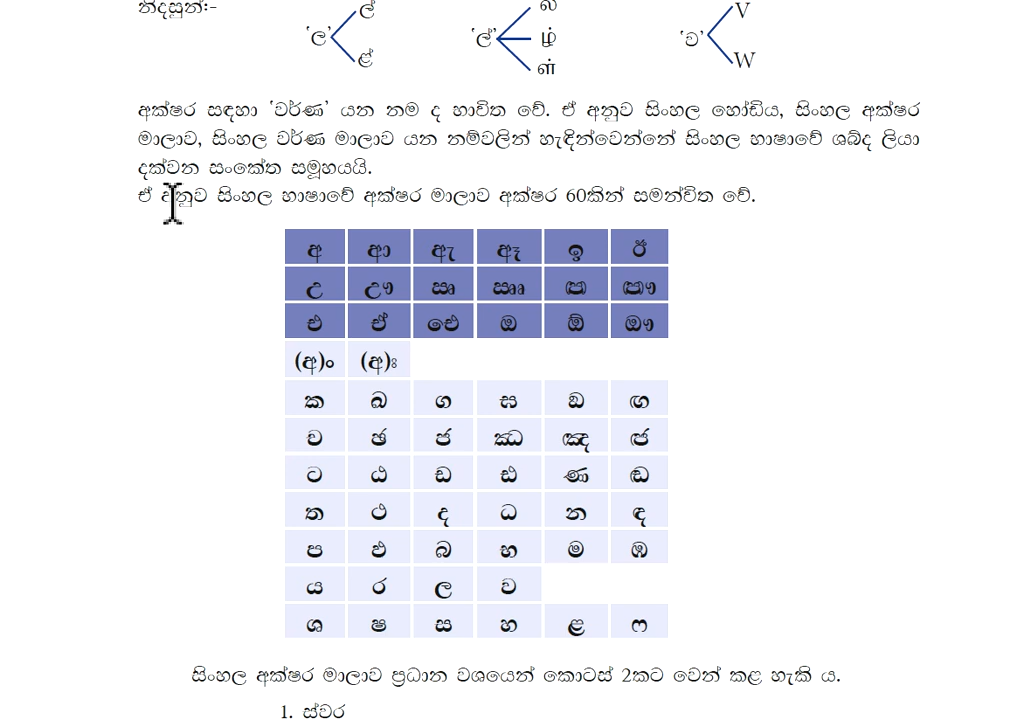 නිදසුන්:-
'ල' ල් ළ්
'ල්' ல் ழ் ள்
'ව' V W
අක්ෂර සඳහා 'වර්ණ' යන නම ද භාවිත වේ. ඒ අනුව සිංහල හෝඩිය, සිංහල අක්ෂර
මාලාව, සිංහල වර්ණ මාලාව යන නම්වලින් හැඳින්වෙන්නේ සිංහල භාෂාවේ ශබ්ද ලියා
දක්වන සංකේත සමූහයයි.
ඒ අනුව සිංහල භාෂාවේ අක්ෂර මාලාව අක්ෂර 60කින් සමන්විත වේ.
අ ආ ඇ ඈ ඉ ඊ
උ ඌ ඍ ඎ ඏ ඐ
එ ඒ ඓ ඔ ඕ ඖ
(අ)ං (අ)ඃ
ක ඛ ග ඝ ඞ ඟ
ච ඡ ජ ඣ ඤ ඦ
ට ඨ ඩ ඪ ණ ඬ
ත ථ ද ධ න ඳ
ප ඵ බ භ ම ඹ
ය ර ල ව
ශ ෂ ස හ ළ ෆ
සිංහල අක්ෂර මාලාව ප්‍රධාන වශයෙන් කොටස් 2කට වෙන් කළ හැකි ය.
1. ස්වර